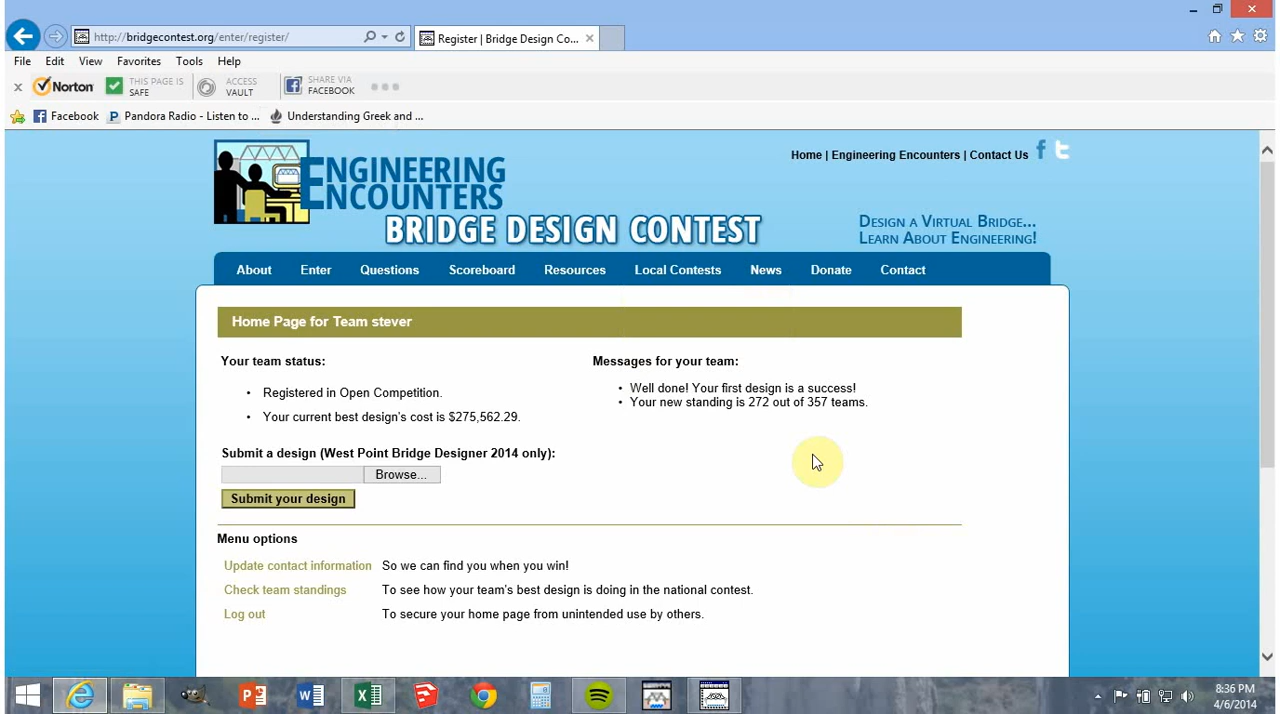 http://bridgecontest.org/enter/register/
Register | Bridge Design Co...
File Edit View Favorites Tools Help
Norton THIS PAGE IS SAFE ACCESS VAULT SHARE VIA FACEBOOK
Facebook Pandora Radio - Listen to ... Understanding Greek and ...
ENGINEERING
ENCOUNTERS
BRIDGE DESIGN CONTEST
Home | Engineering Encounters | Contact Us
DESIGN A VIRTUAL BRIDGE...
LEARN ABOUT ENGINEERING!
About Enter Questions Scoreboard Resources Local Contests News Donate Contact
Home Page for Team stever
Your team status:
• Registered in Open Competition.
• Your current best design's cost is $275,562.29.
Messages for your team:
• Well done! Your first design is a success!
• Your new standing is 272 out of 357 teams.
Submit a design (West Point Bridge Designer 2014 only):
Browse...
Submit your design
Menu options
Update contact information So we can find you when you win!
Check team standings To see how your team's best design is doing in the national contest.
Log out To secure your home page from unintended use by others.
8:36 PM
4/6/2014